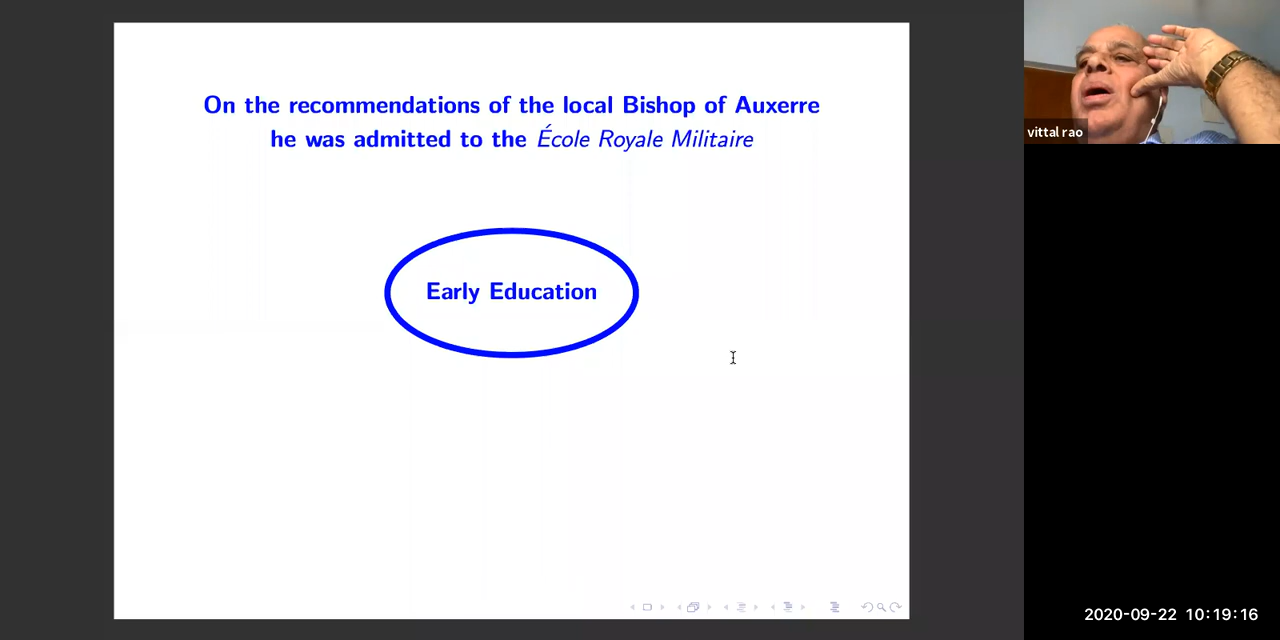 On the recommendations of the local Bishop of Auxerre
he was admitted to the École Royale Militaire
Early Education
vittal rao
2020-09-22 10:19:16